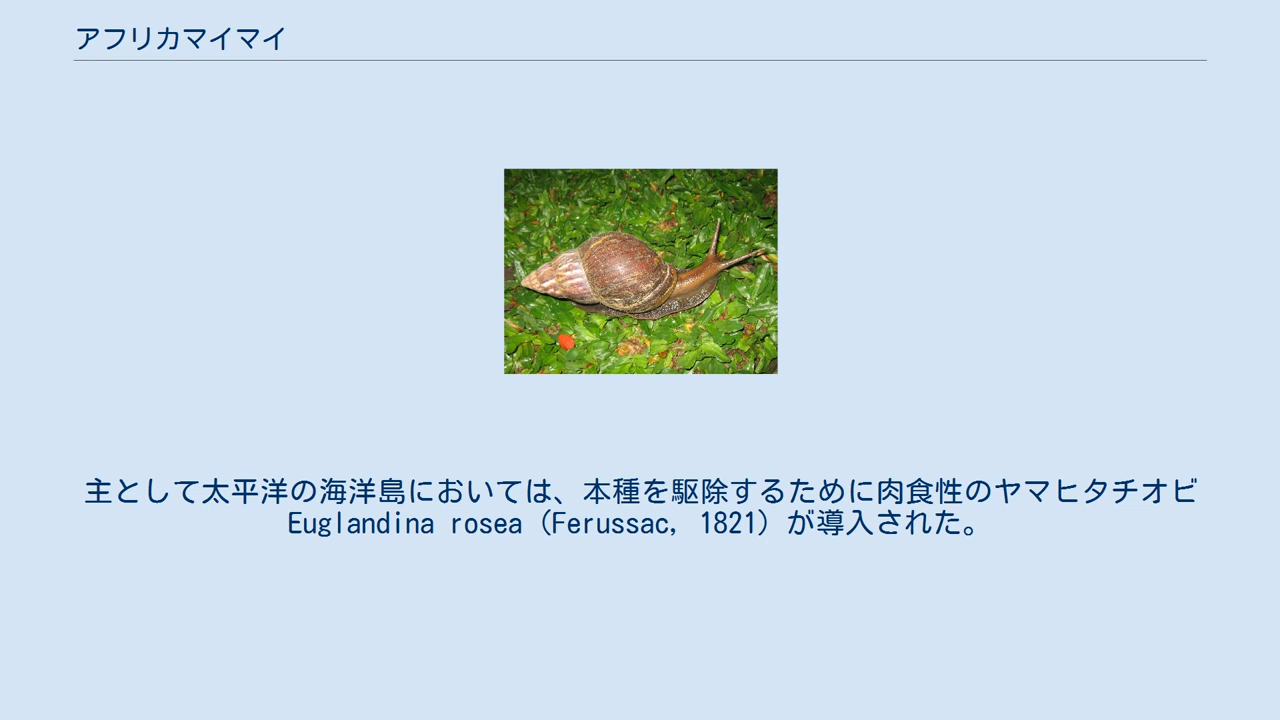 アフリカマイマイ
主として太平洋の海洋島においては、本種を駆除するために肉食性のヤマヒタチオビ
Euglandina rosea (Ferussac, 1821) が導入された。